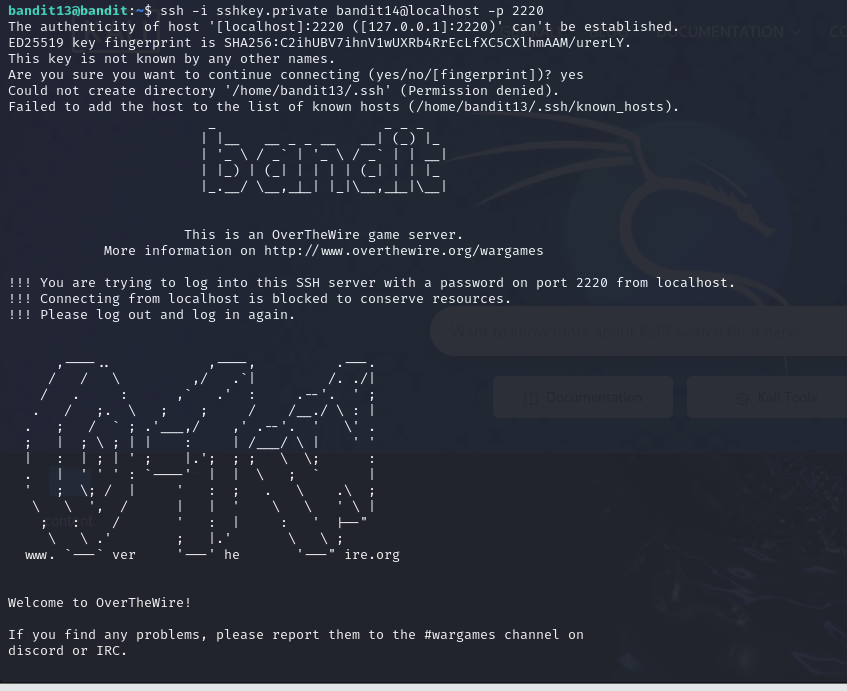 DOCUMENTATION
bandit13@bandit:~$ ssh -i sshkey.private bandit14@localhost -p 2220
The authenticity of host '[localhost]:2220 ([127.0.0.1]:2220)' can't be established.
ED25519 key fingerprint is SHA256:C2ihUBV7ihnV1wUXRb4RrEcLfXC5CXlhmAAM/urerLY.
This key is not known by any other names.
Are you sure you want to continue connecting (yes/no/[fingerprint])? yes
Could not create directory '/home/bandit13/.ssh' (Permission denied).
Failed to add the host to the list of known hosts (/home/bandit13/.ssh/known_hosts).
bandit
This is an OverTheWire game server.
More information on http://www.overthewire.org/wargames
!!! You are trying to log into this SSH server with a password on port 2220 from localhost.
!!! Connecting from localhost is blocked to conserve resources.
!!! Please log out and log in again.
Documentation
Kali Tools
content
www. ver he ire.org
Welcome to OverTheWire!
If you find any problems, please report them to the #wargames channel on
discord or IRC.